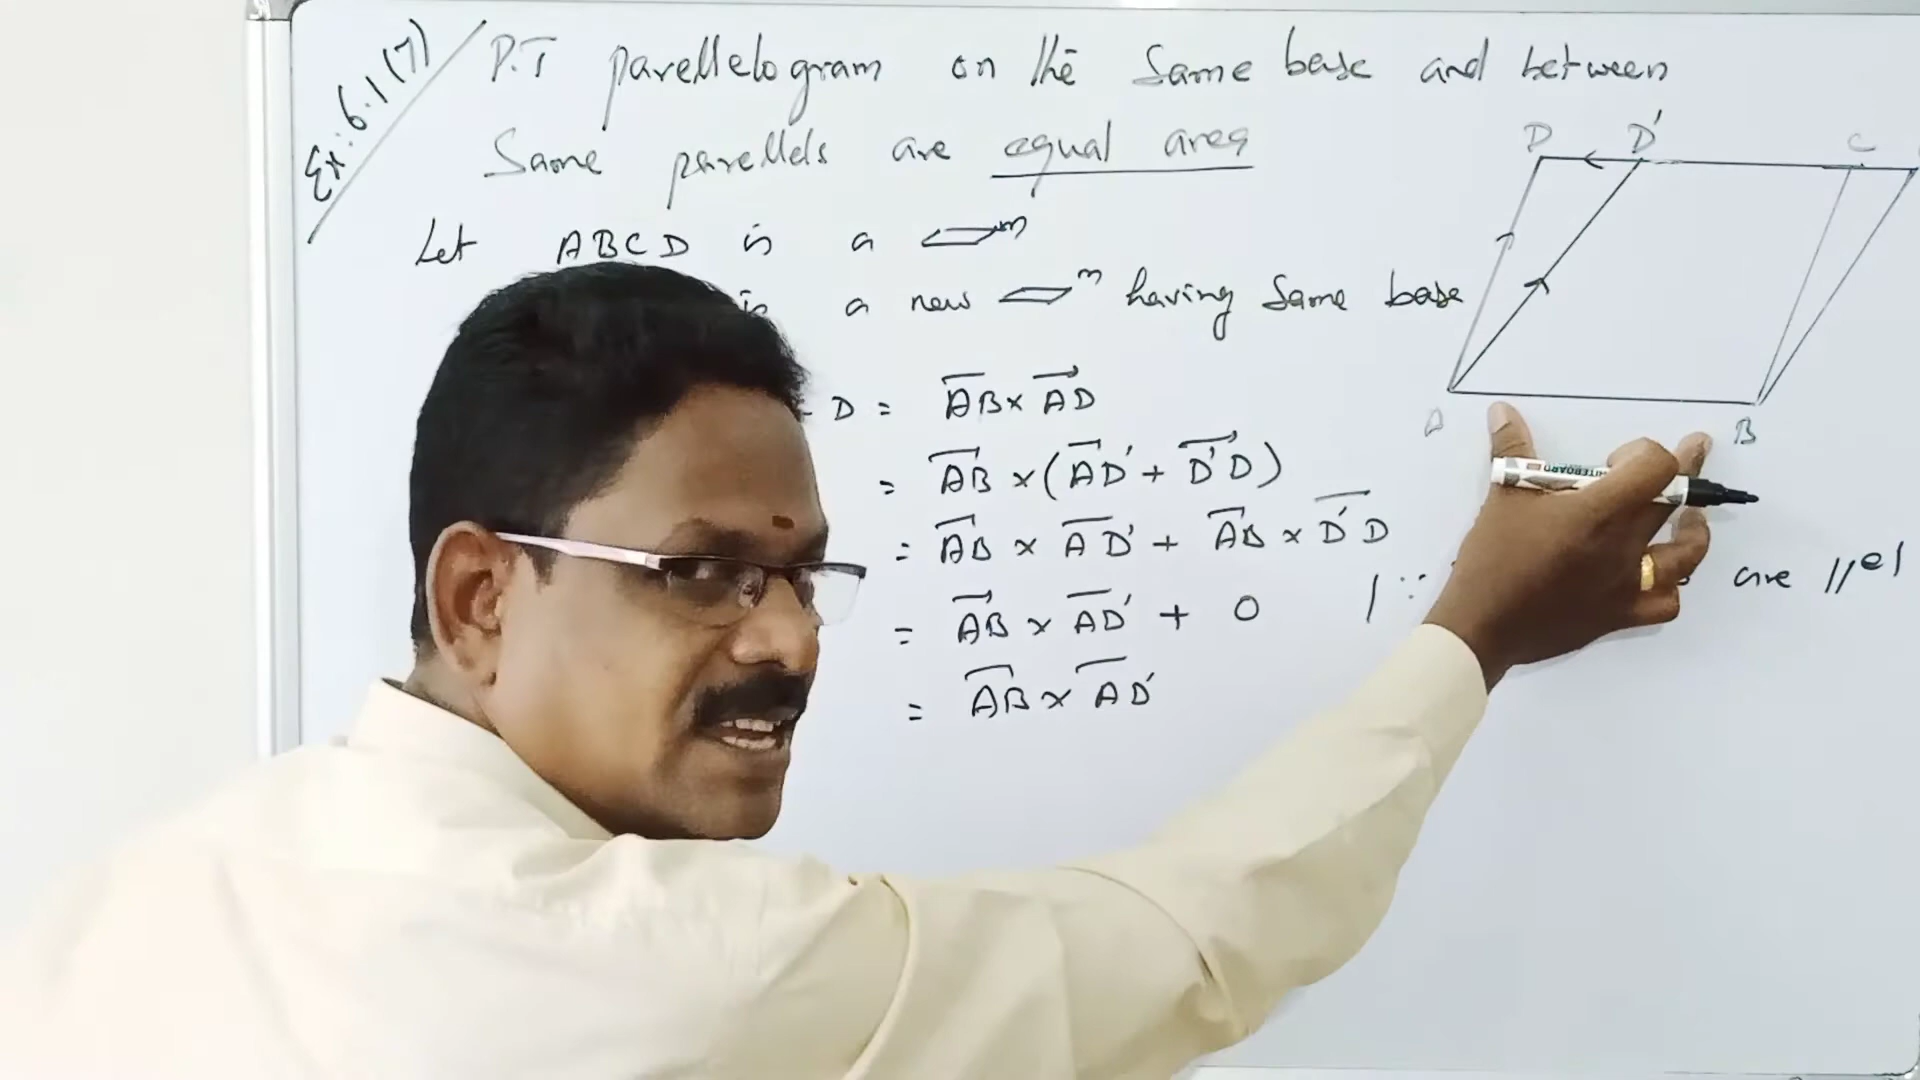 Ex: 6.1(7)
P.T parellelogram on the Same base and between
Same parellels are equal area
Let ABCD is a ▱m
is a new ▱m having Same base
D = AB × AD
= AB × (AD' + D'D)
= AB × AD' + AB × D'D
= AB × AD' + 0 | ∵ are //el
= AB × AD'
D D' C
A B